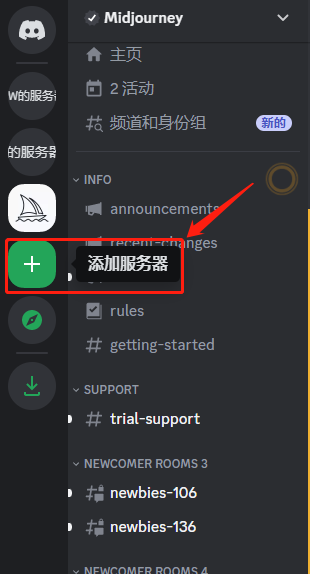 Midjourney
主页
W的服务器
2 活动
频道和身份组
新的
的服务器
INFO
announcements
recent-changes
添加服务器
rules
getting-started
SUPPORT
trial-support
NEWCOMER ROOMS 3
newbies-106
newbies-136
NEWCOMER ROOMS 4